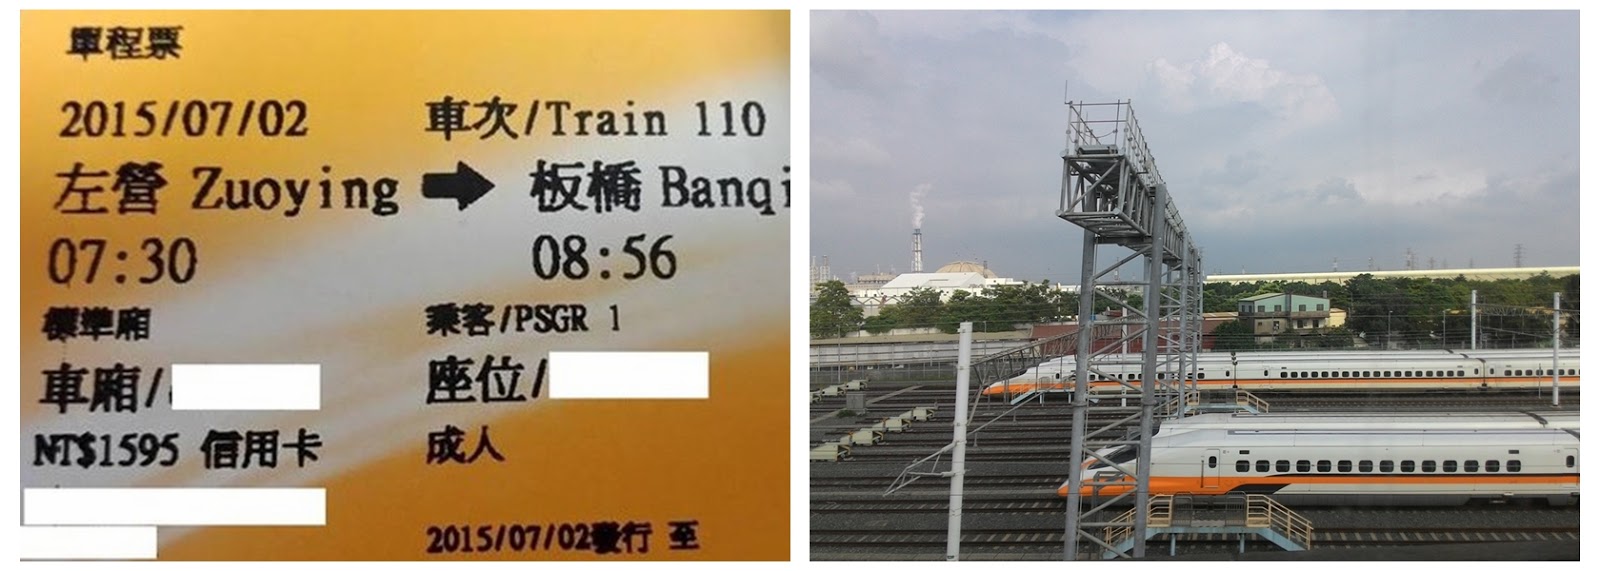 單程票
2015/07/02 車次/Train 110
左營 Zuoying → 板橋 Banqi
07:30 08:56
標準廂 乘客/PSGR 1
車廂/ 座位/
NT$1595 信用卡 成人
2015/07/02發行 至